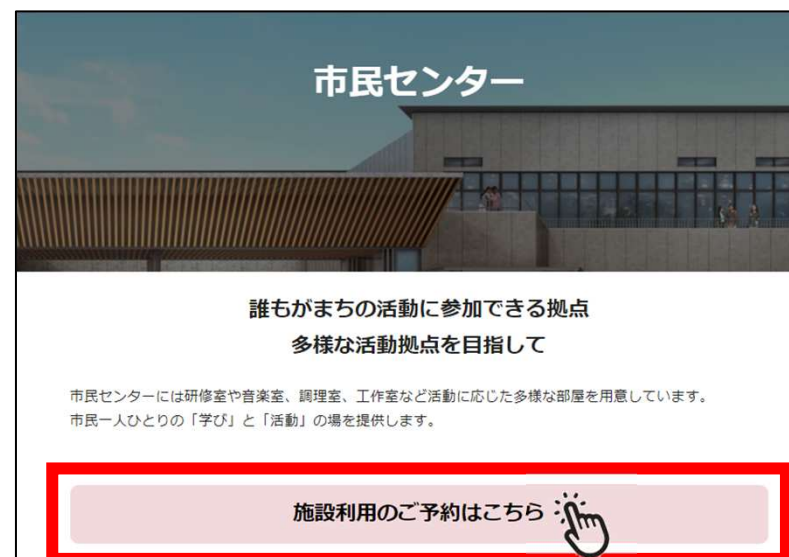 市民センター
誰もがまちの活動に参加できる拠点
多様な活動拠点を目指して
市民センターには研修室や音楽室、調理室、工作室など活動に応じた多様な部屋を用意しています。
市民一人ひとりの「学び」と「活動」の場を提供します。
施設利用のご予約はこちら